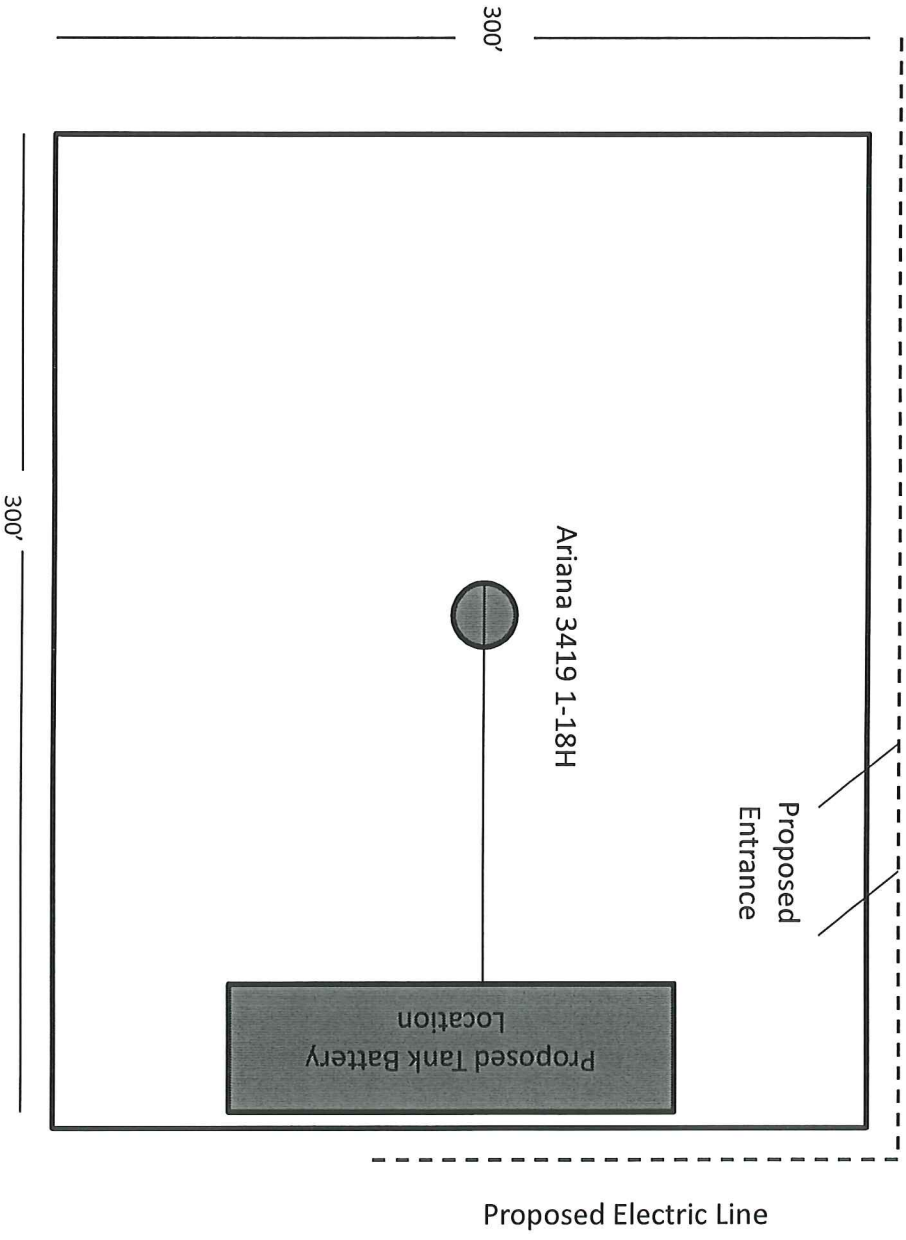 300'
Proposed
Entrance
Ariana 3419 1-18H
300'
Proposed Tank Battery
Location
Proposed Electric Line